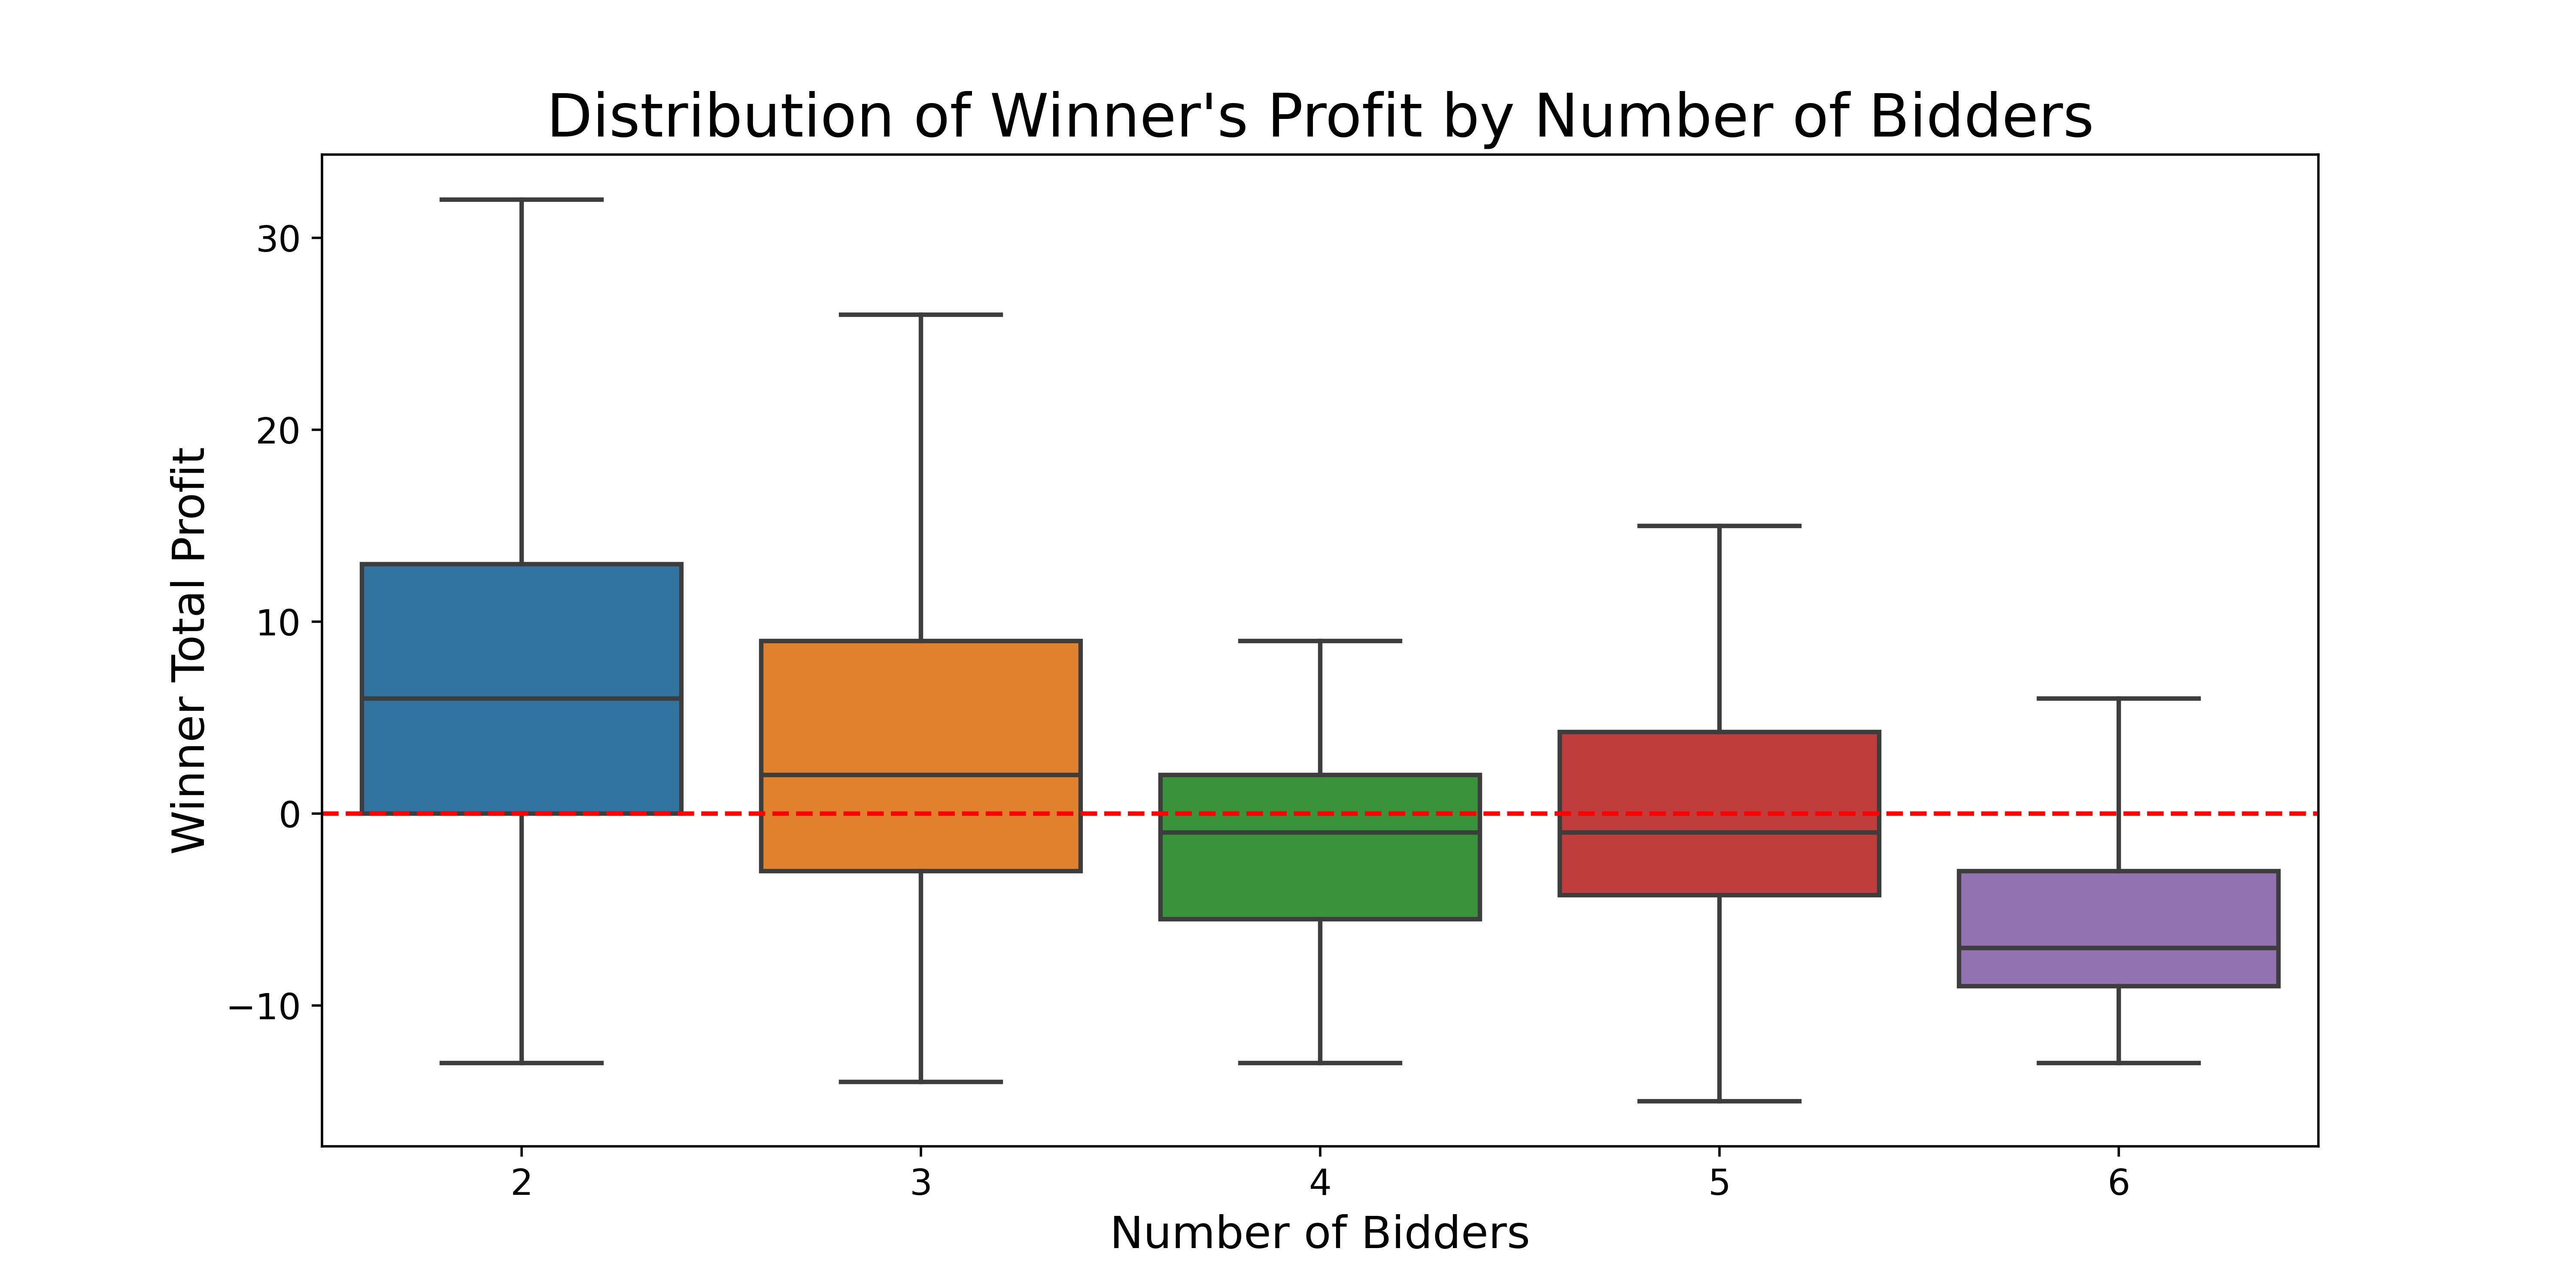 Distribution of Winner's Profit by Number of Bidders
Winner Total Profit
30
20
10
0
−10
2 3 4 5 6
Number of Bidders